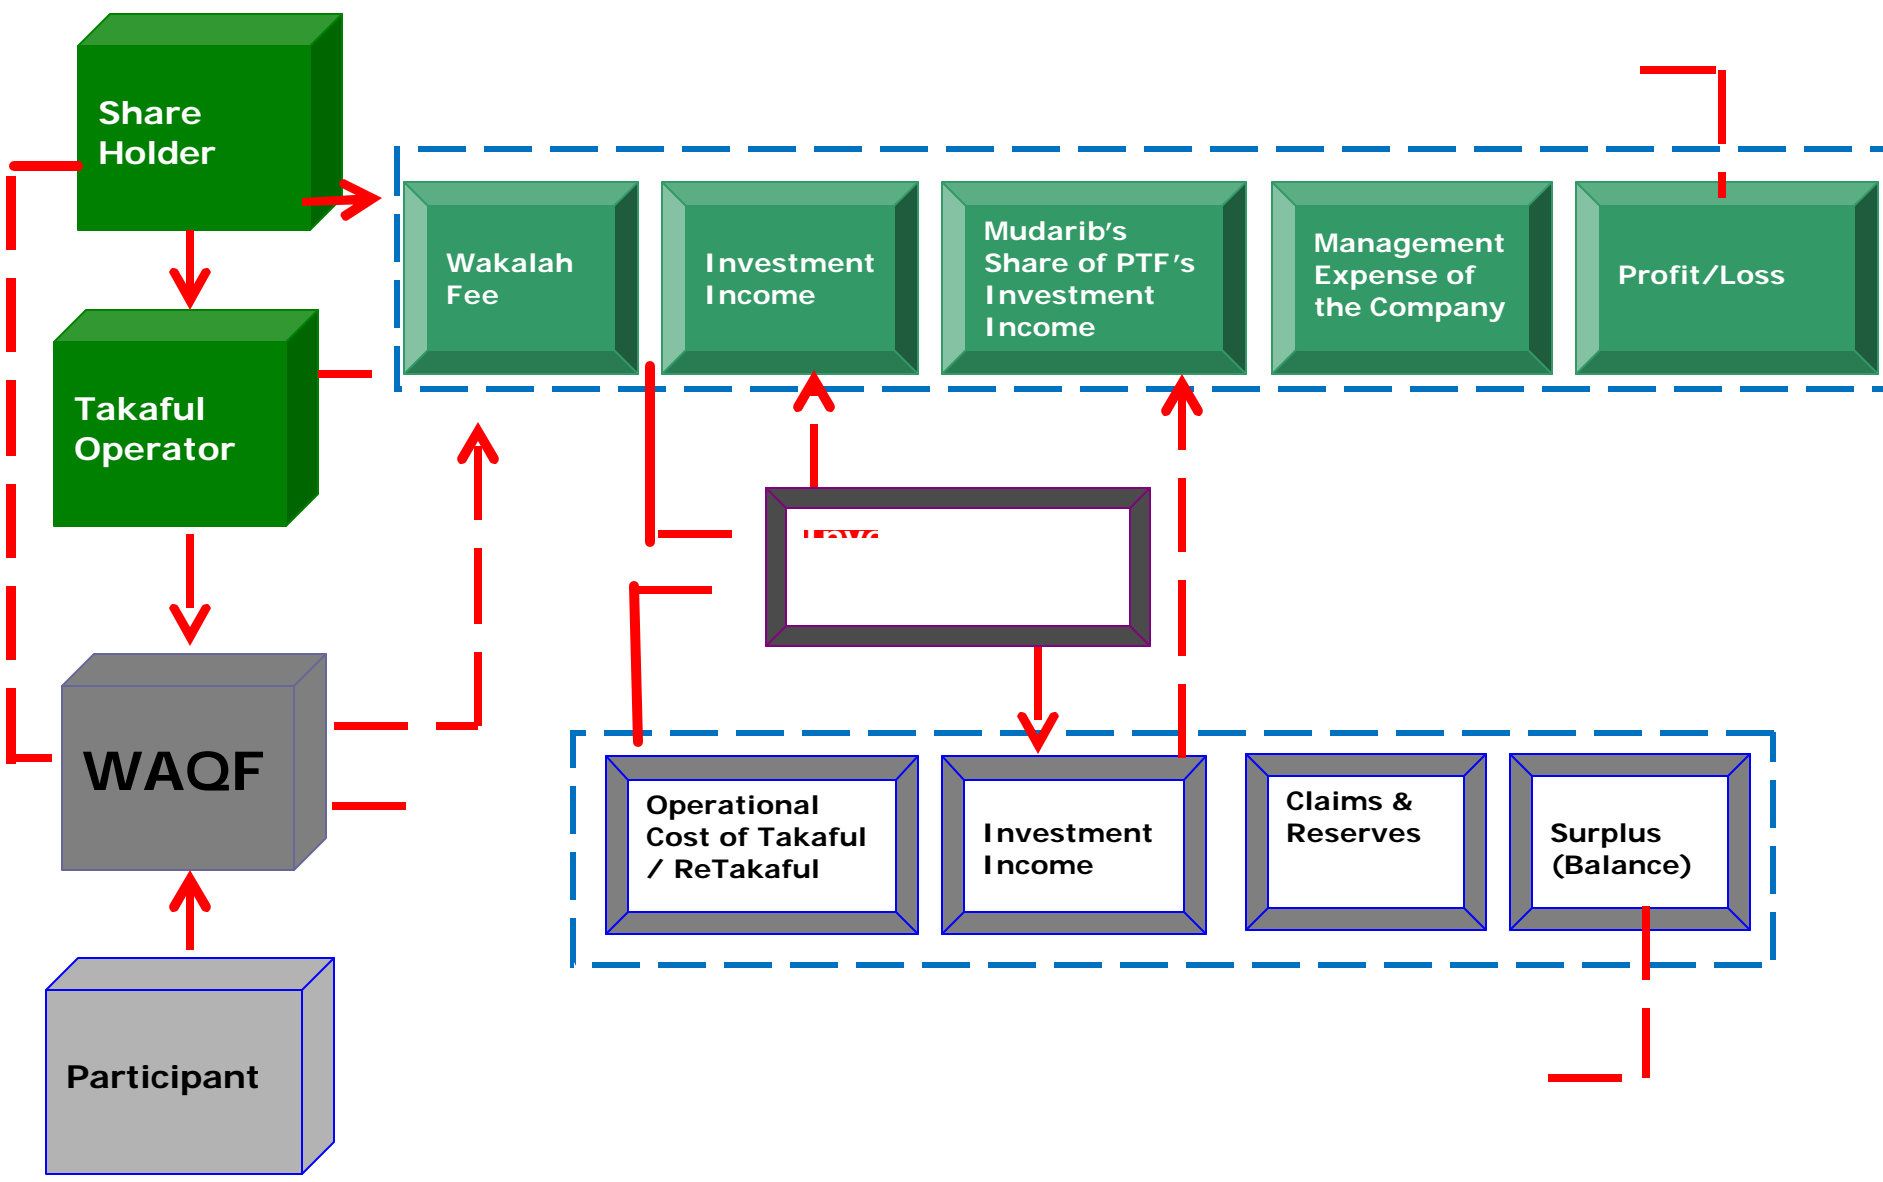 Share
Holder
Wakalah
Fee
Investment
Income
Mudarib’s
Share of PTF’s
Investment
Income
Management
Expense of
the Company
Profit/Loss
Takaful
Operator
WAQF
Operational
Cost of Takaful
/ ReTakaful
Investment
Income
Claims &
Reserves
Surplus
(Balance)
Participant